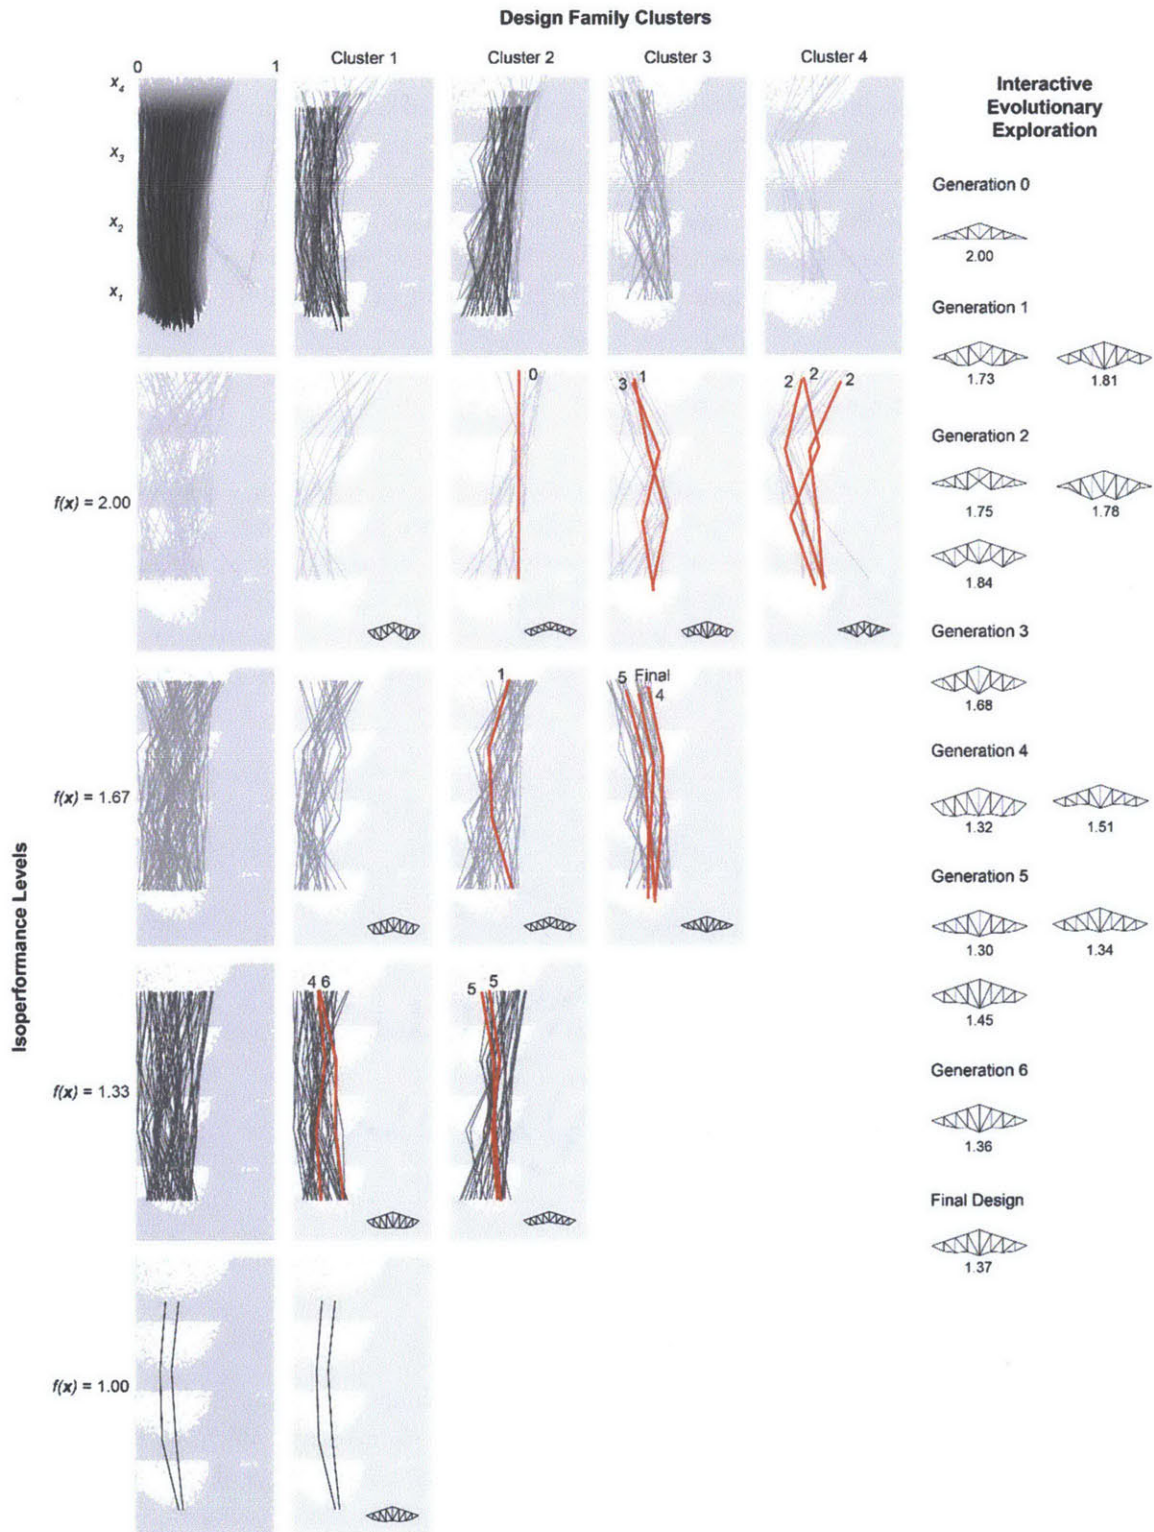 Design Family Clusters
Cluster 1
Cluster 2
Cluster 3
Cluster 4
0
1
x4
x3
x2
x1
Isoperformance Levels
f(x) = 2.00
0
3
1
2
2
2
f(x) = 1.67
1
5
Final
4
f(x) = 1.33
4
6
5
5
f(x) = 1.00
Interactive
Evolutionary
Exploration
Generation 0
2.00
Generation 1
1.73
1.81
Generation 2
1.75
1.78
1.84
Generation 3
1.68
Generation 4
1.32
1.51
Generation 5
1.30
1.34
1.45
Generation 6
1.36
Final Design
1.37